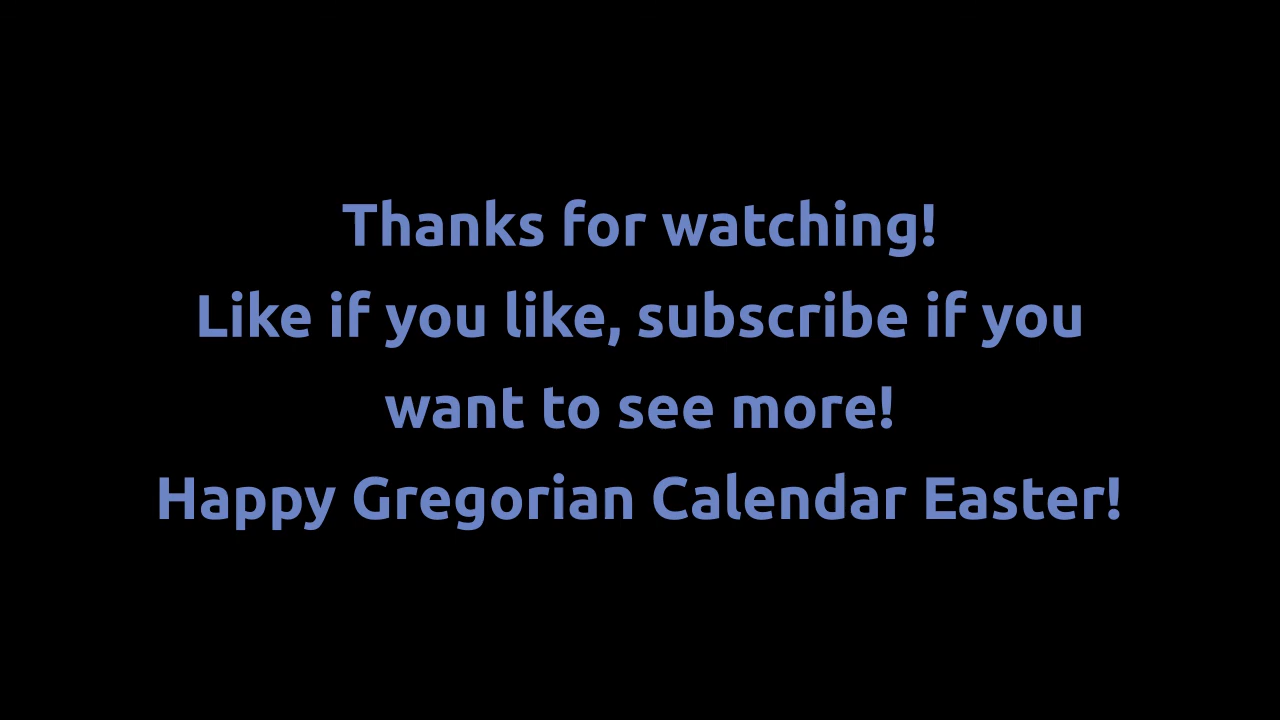 Thanks for watching!
Like if you like, subscribe if you
want to see more!
Happy Gregorian Calendar Easter!